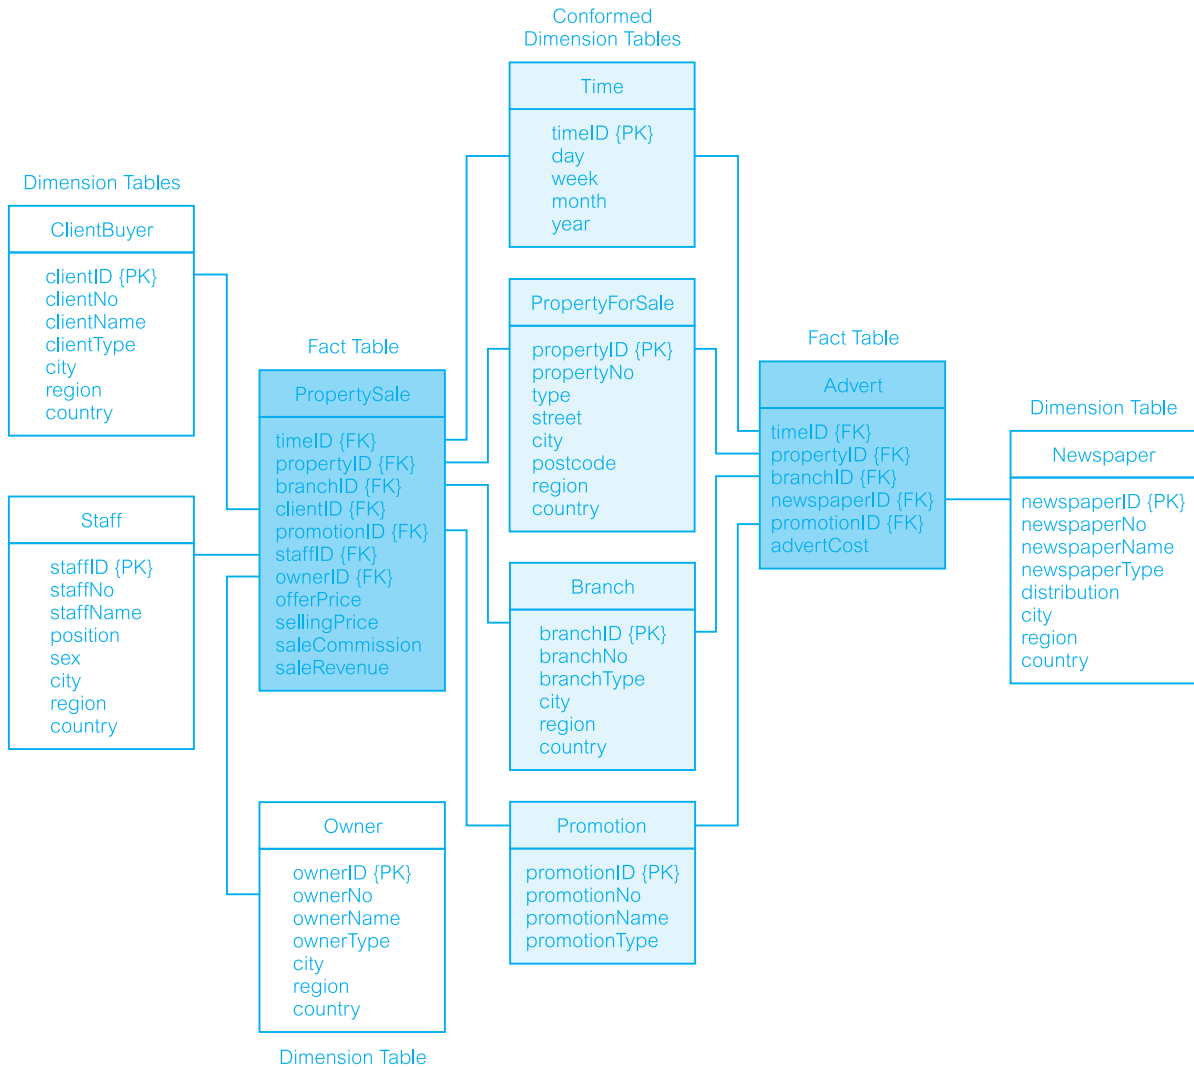 Conformed
Dimension Tables
Time
timeID {PK}
day
week
month
year
Dimension Tables
ClientBuyer
clientID {PK}
clientNo
clientName
clientType
city
region
country
Staff
staffID {PK}
staffNo
staffName
position
sex
city
region
country
Fact Table
PropertySale
timeID {FK}
propertyID {FK}
branchID {FK}
clientID {FK}
promotionID {FK}
staffID {FK}
ownerID {FK}
offerPrice
sellingPrice
saleCommission
saleRevenue
Owner
ownerID {PK}
ownerNo
ownerName
ownerType
city
region
country
Dimension Table
PropertyForSale
propertyID {PK}
propertyNo
type
street
city
postcode
region
country
Branch
branchID {PK}
branchNo
branchType
city
region
country
Promotion
promotionID {PK}
promotionNo
promotionName
promotionType
Fact Table
Advert
timeID {FK}
propertyID {FK}
branchID {FK}
newspaperID {FK}
promotionID {FK}
advertCost
Dimension Table
Newspaper
newspaperID {PK}
newspaperNo
newspaperName
newspaperType
distribution
city
region
country